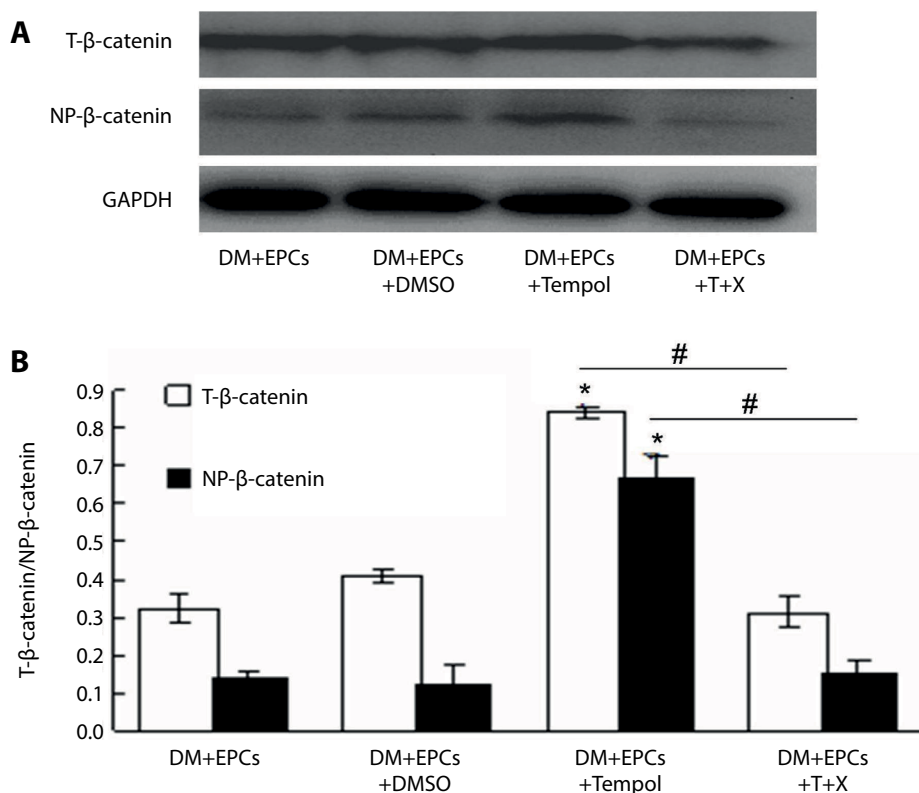 A
T-β-catenin
NP-β-catenin
GAPDH
DM+EPCs
DM+EPCs
+DMSO
DM+EPCs
+Tempol
DM+EPCs
+T+X
B
T-β-catenin/NP-β-catenin
0.9
0.8
0.7
0.6
0.5
0.4
0.3
0.2
0.1
0.0
T-β-catenin
NP-β-catenin
#
*
#
*
DM+EPCs
DM+EPCs
+DMSO
DM+EPCs
+Tempol
DM+EPCs
+T+X